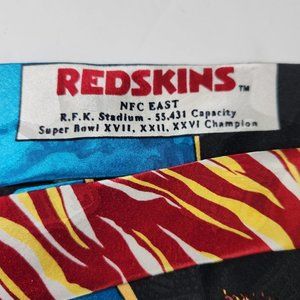 REDSKINS™
NFC EAST
R.F.K. Stadium - 55,431 Capacity
Super Bowl XVII, XXII, XXVI Champion